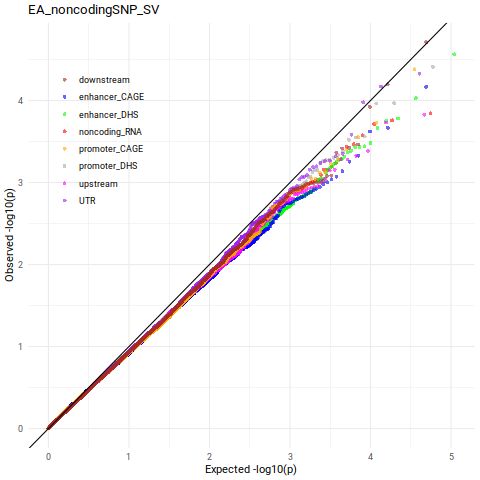 EA_noncodingSNP_SV
downstream
enhancer_CAGE
enhancer_DHS
noncoding_RNA
promoter_CAGE
promoter_DHS
upstream
UTR
Observed -log10(p)
4
3
2
1
0
0 1 2 3 4 5
Expected -log10(p)